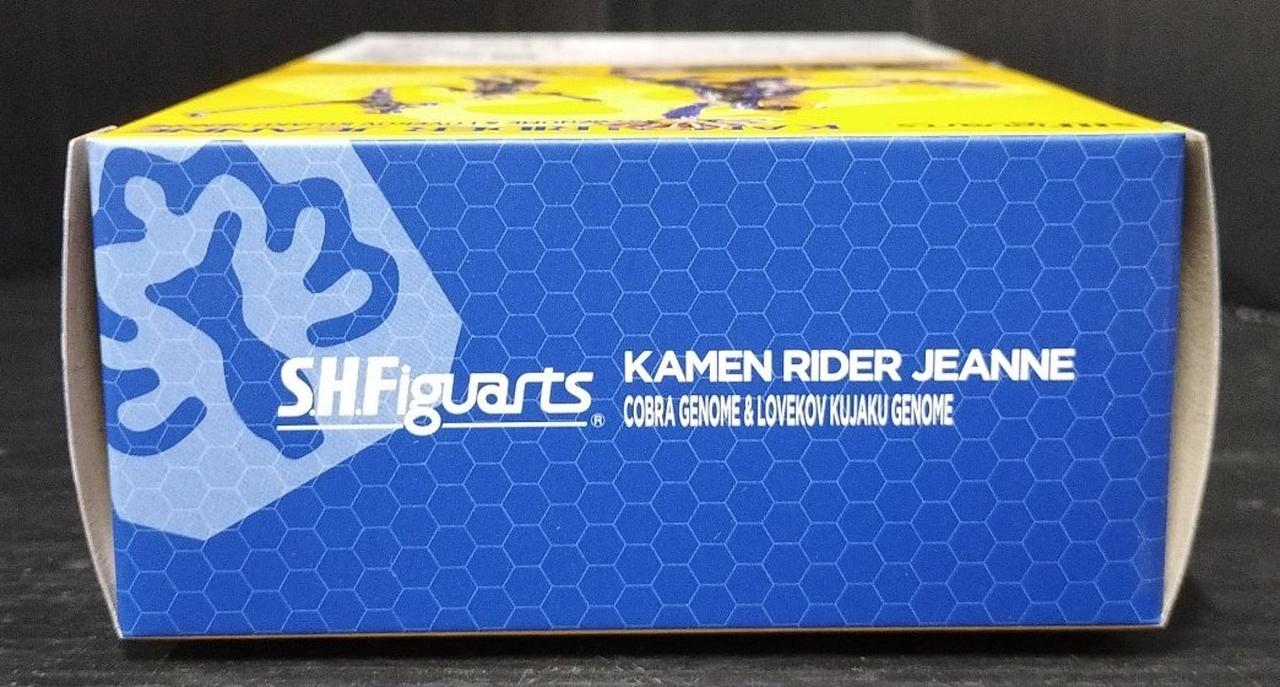 S.H.Figuarts®
KAMEN RIDER JEANNE
COBRA GENOME & LOVEKOV KUJAKU GENOME